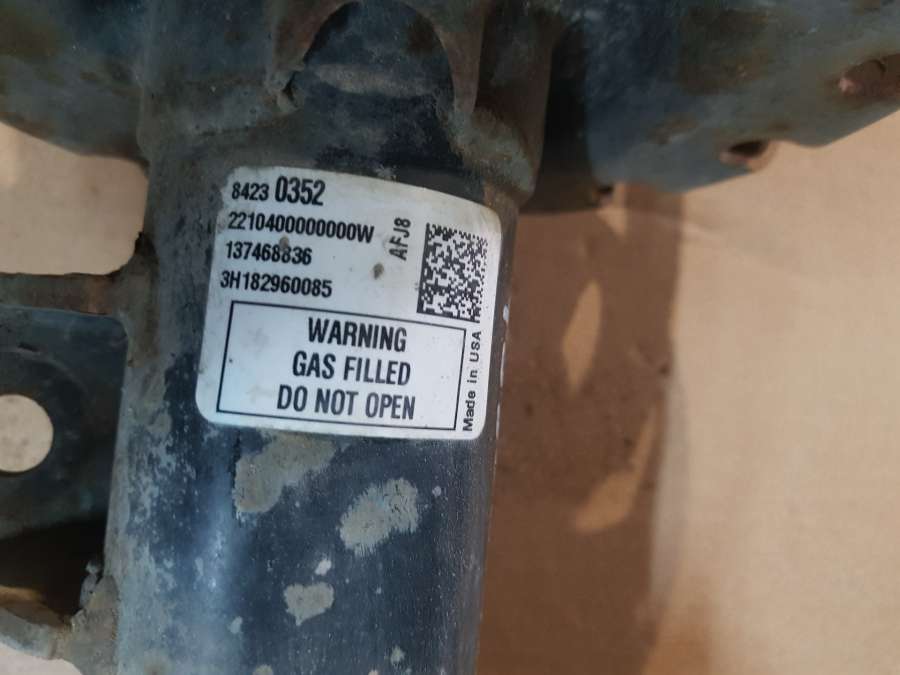 8423 0352
2210400000000W
137468836
3H182960085
AFJ8
WARNING
GAS FILLED
DO NOT OPEN
Made in USA